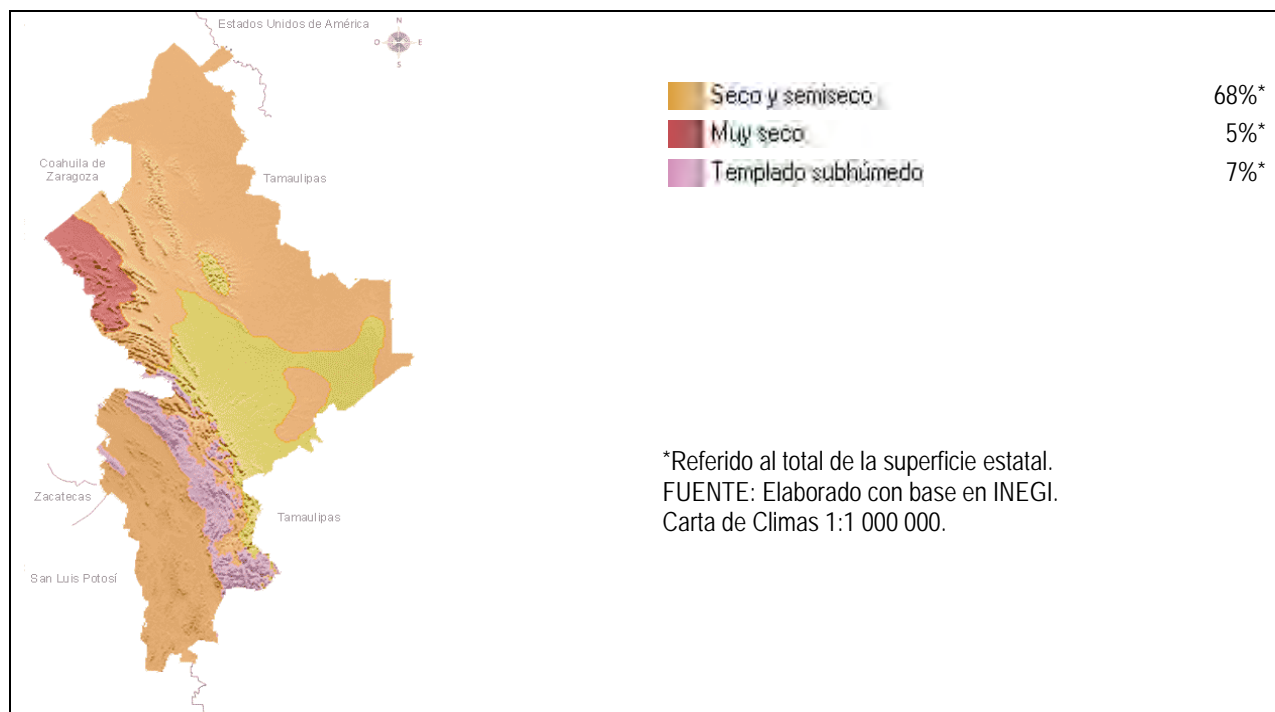 Estados Unidos de América
N
O E
S
Seco y semiseco 68%*
Muy seco 5%*
Templado subhúmedo 7%*
Coahuila de
Zaragoza
Tamaulipas
*Referido al total de la superficie estatal.
FUENTE: Elaborado con base en INEGI.
Carta de Climas 1:1 000 000.
Zacatecas
Tamaulipas
San Luis Potosí